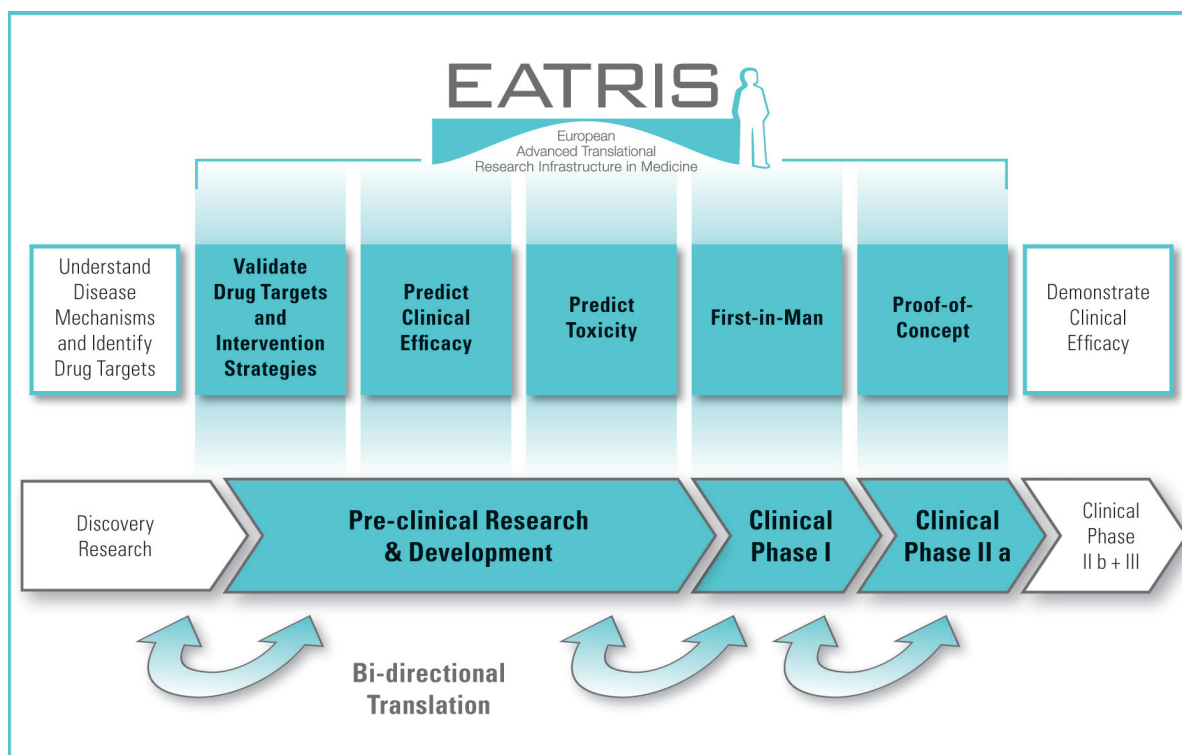 EATRIS
European
Advanced Translational
Research Infrastructure in Medicine
Understand
Disease
Mechanisms
and Identify
Drug Targets
Validate
Drug Targets
and
Intervention
Strategies
Predict
Clinical
Efficacy
Predict
Toxicity
First-in-Man
Proof-of-
Concept
Demonstrate
Clinical
Efficacy
Discovery
Research
Pre-clinical Research
& Development
Clinical
Phase I
Clinical
Phase II a
Clinical
Phase
II b + III
Bi-directional
Translation